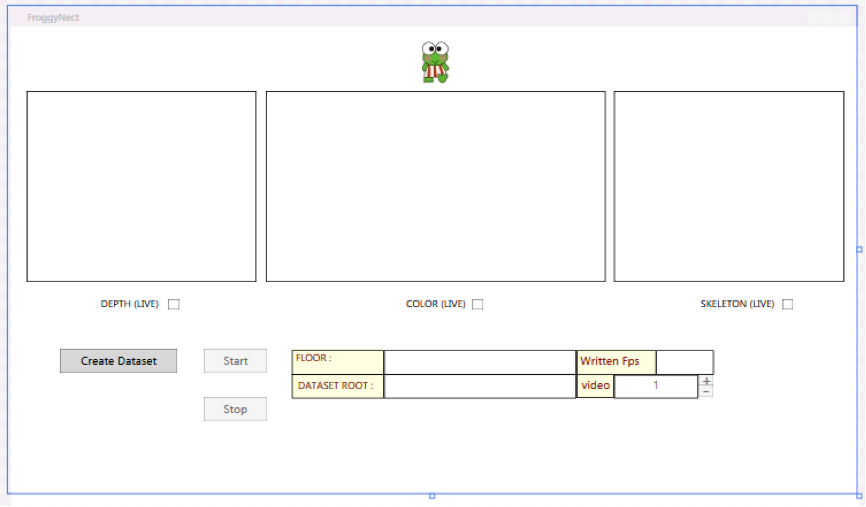 FroggyNect
DEPTH (LIVE)
COLOR (LIVE)
SKELETON (LIVE)
Create Dataset
Start
FLOOR :
Written Fps
DATASET ROOT :
video
1
+
-
Stop